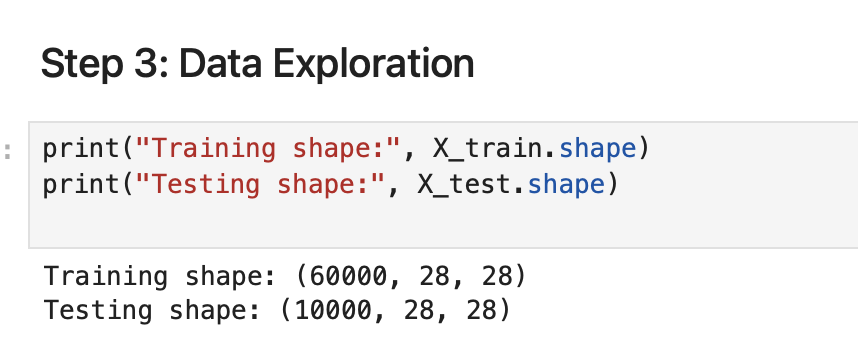 Step 3: Data Exploration
:
print("Training shape:", X_train.shape)
print("Testing shape:", X_test.shape)
Training shape: (60000, 28, 28)
Testing shape: (10000, 28, 28)